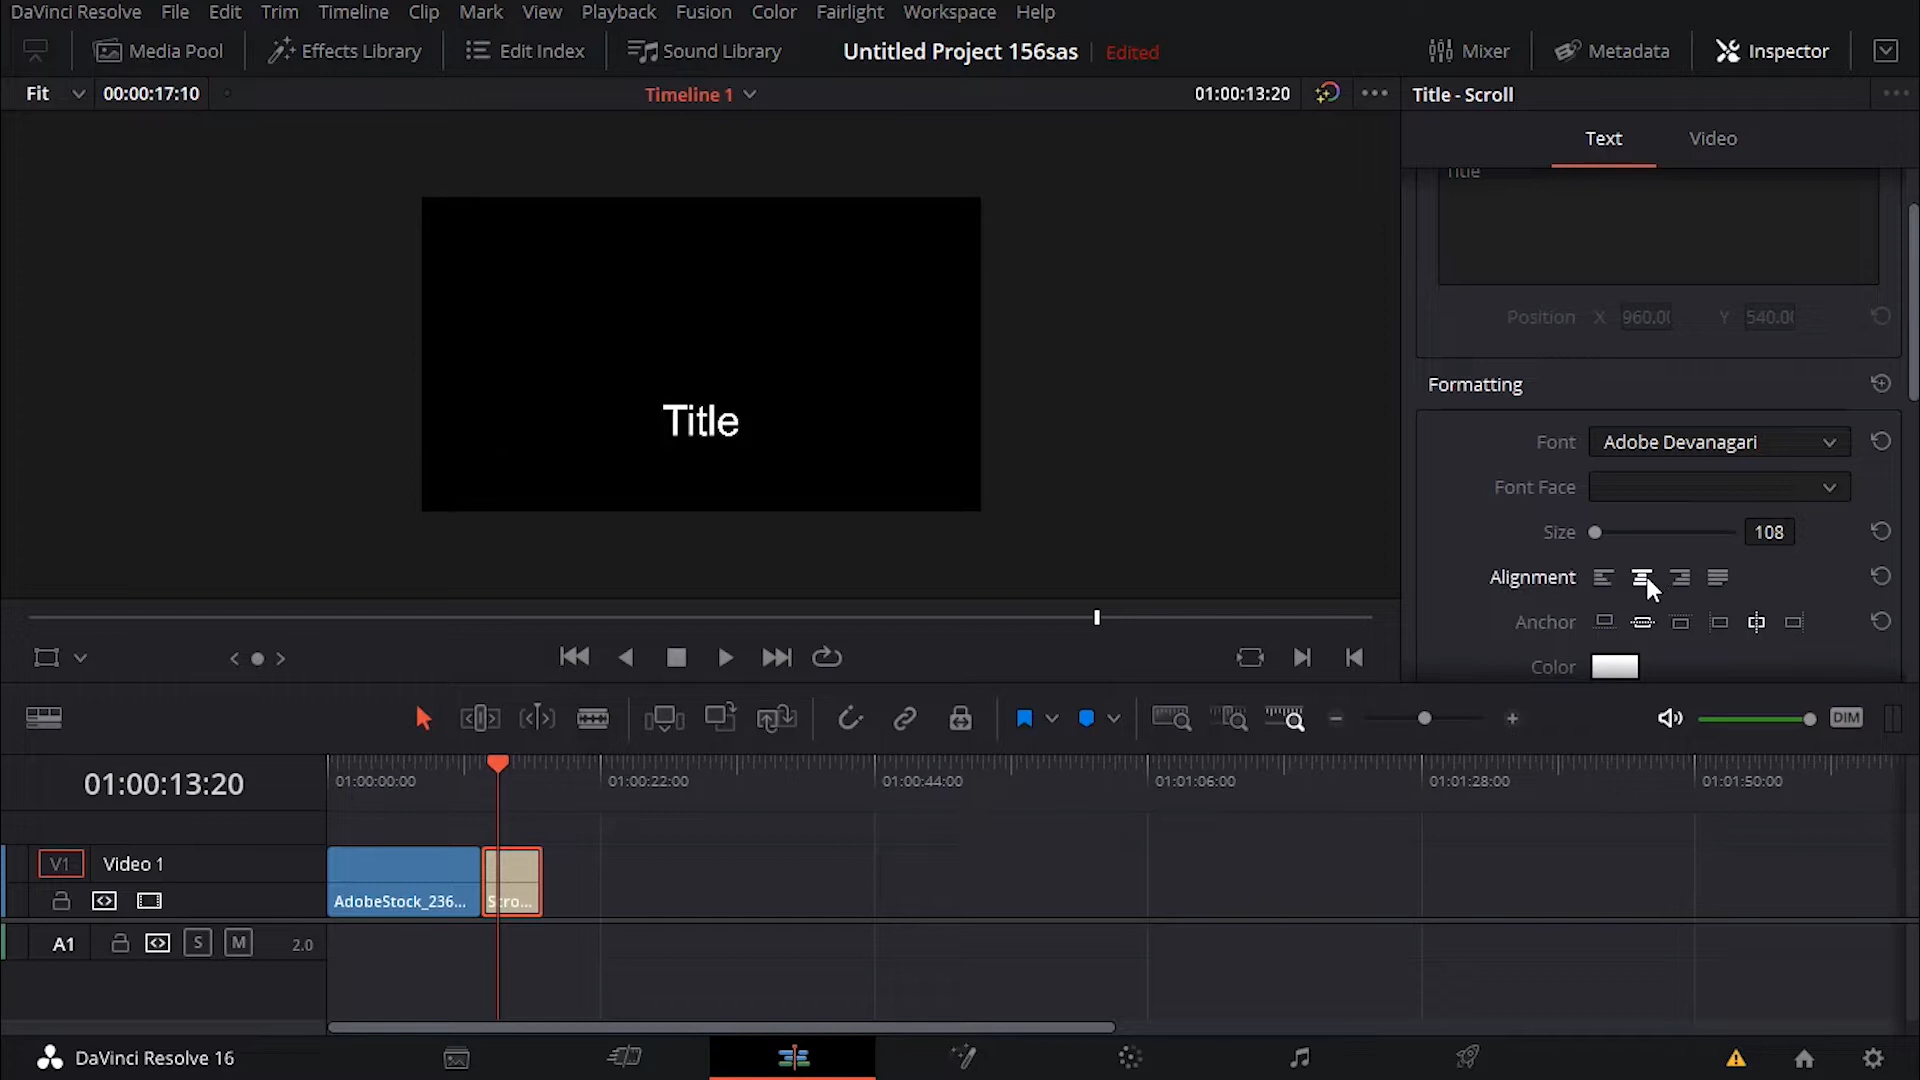 DaVinci Resolve File Edit Trim Timeline Clip Mark View Playback Fusion Color Fairlight Workspace Help
Media Pool Effects Library Edit Index Sound Library Untitled Project 156sas Edited Mixer Metadata Inspector
Fit 00:00:17:10 Timeline 1 01:00:13:20 Title - Scroll
Text Video
Title
Position X 960.0 Y 540.0
Title
Formatting
Font Adobe Devanagari
Font Face
Size 108
Alignment
Anchor
Color
DIM
01:00:13:20 01:00:00:00 01:00:22:00 01:00:44:00 01:01:06:00 01:01:28:00 01:01:50:00
V1 Video 1
AdobeStock_236... Scro...
A1 S M 2.0
DaVinci Resolve 16